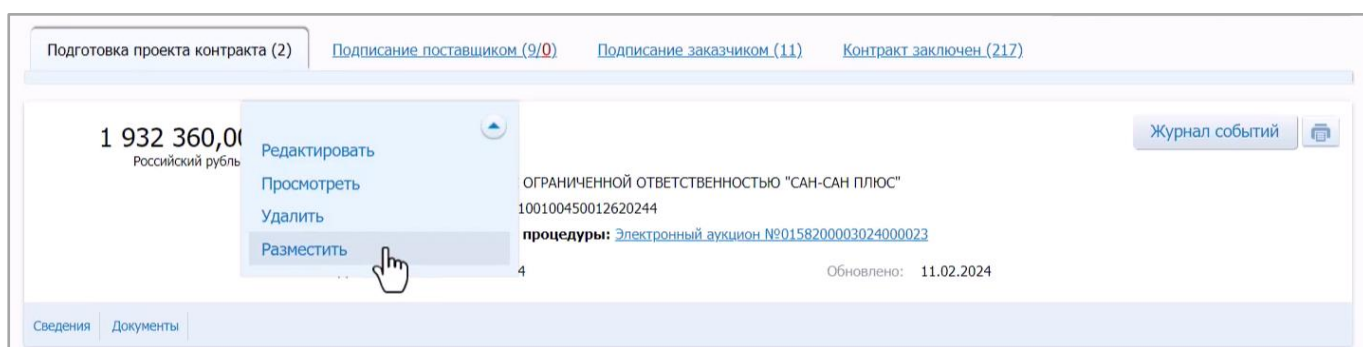 Подготовка проекта контракта (2) Подписание поставщиком (9/0) Подписание заказчиком (11) Контракт заключен (217)
1 932 360,00
Российский рубль
Редактировать
Просмотреть
Удалить
Разместить
Журнал событий
ОГРАНИЧЕННОЙ ОТВЕТСТВЕННОСТЬЮ "САН-САН ПЛЮС"
100100450012620244
процедуры: Электронный аукцион №0158200003024000023
4 Обновлено: 11.02.2024
Сведения Документы